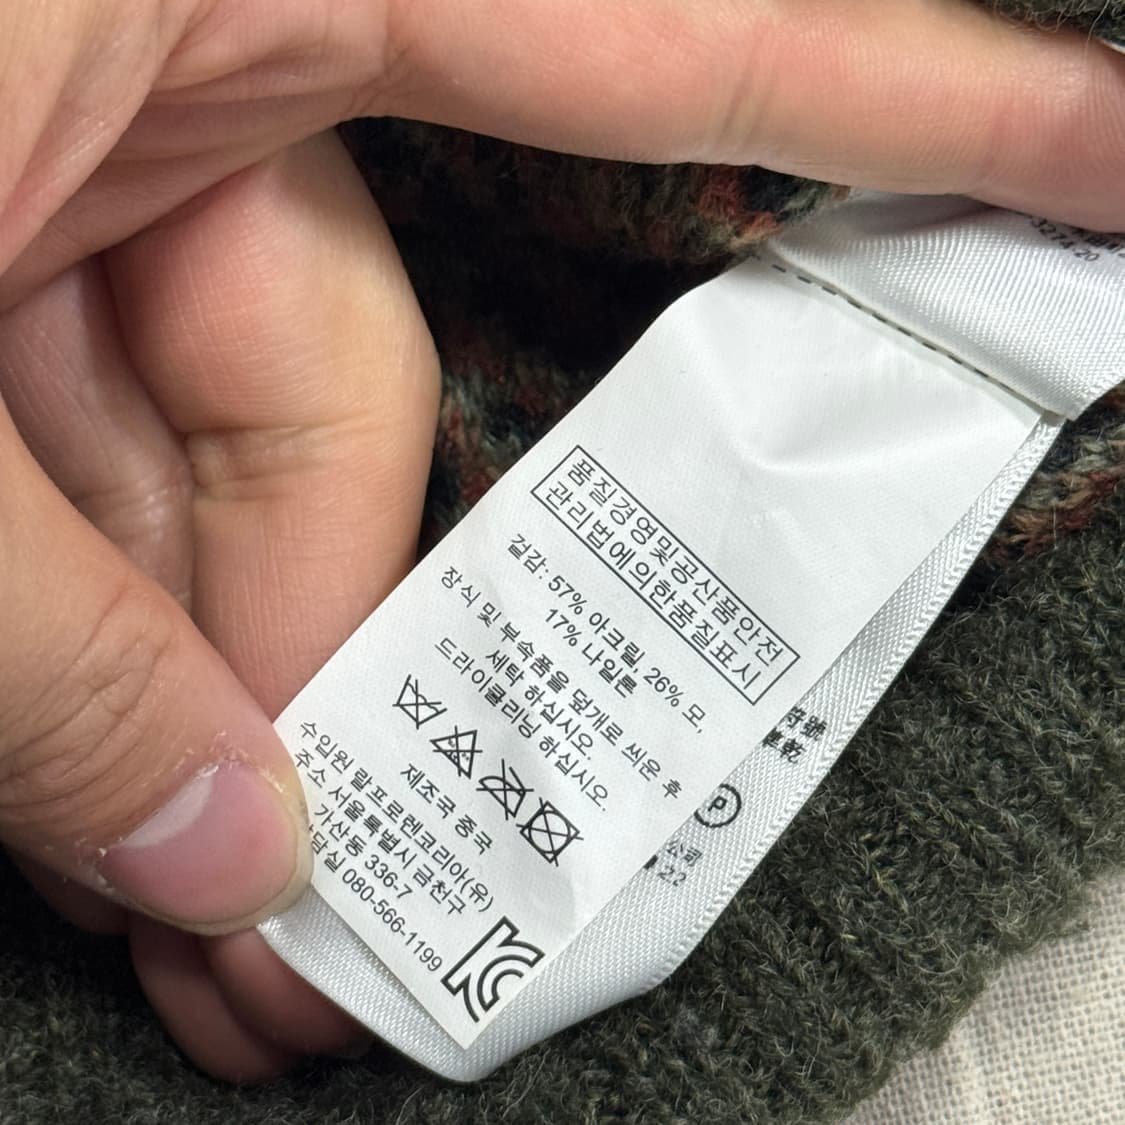 품질경영및공산품안전
관리법에의한품질표시
겉감: 57% 아크릴, 26% 모,
17% 나일론
장식 및 부속품을 덮개로 씌운 후
세탁 하십시오.
드라이클리닝 하십시오.
제조국 중국
수입원 랄프로렌코리아(유)
주소 서울특별시 금천구
가산동 336-7
담실 080-566-1199
P
公司